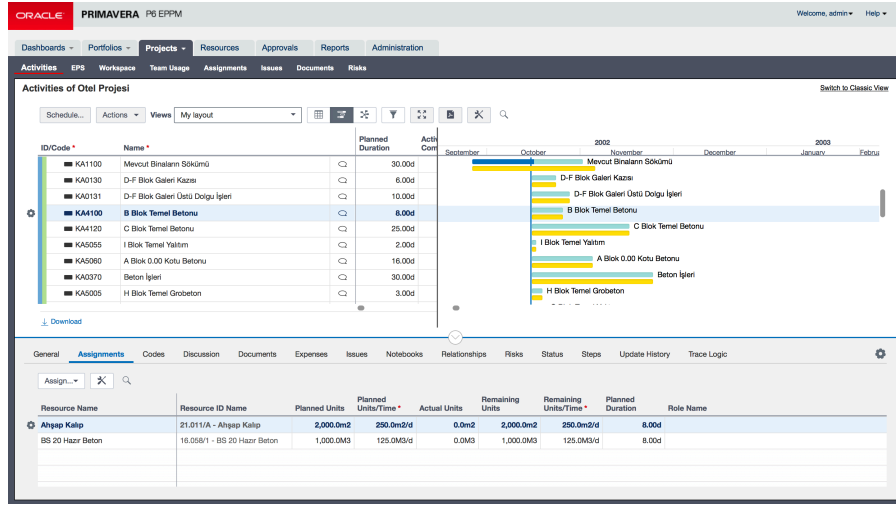 ORACLE PRIMAVERA P6 EPPM Welcome, admin Help
Dashboards Portfolios Projects Resources Approvals Reports Administration
Activities EPS Workspace Team Usage Assignments Issues Documents Risks
Activities of Otel Projesi Switch to Classic View
Schedule... Actions Views My layout
ID/Code * Name * Planned Duration Acti Com 2002 2003
September October November December January Februa
KA1100 Mevcut Binaların Sökümü 30.00d Mevcut Binaların Sökümü
KA0130 D-F Blok Galeri Kazısı 6.00d D-F Blok Galeri Kazısı
KA0131 D-F Blok Galeri Üstü Dolgu İşleri 10.00d D-F Blok Galeri Üstü Dolgu İşleri
KA4100 B Blok Temel Betonu 8.00d B Blok Temel Betonu
KA4120 C Blok Temel Betonu 25.00d C Blok Temel Betonu
KA5055 I Blok Temel Yalıtım 2.00d I Blok Temel Yalıtım
KA5060 A Blok 0.00 Kotu Betonu 16.00d A Blok 0.00 Kotu Betonu
KA0370 Beton İşleri 30.00d Beton İşleri
KA5005 H Blok Temel Grobeton 3.00d H Blok Temel Grobeton
Download
General Assignments Codes Discussion Documents Expenses Issues Notebooks Relationships Risks Status Steps Update History Trace Logic
Assign...
Resource Name Resource ID Name Planned Units Planned Units/Time * Actual Units Remaining Units Remaining Units/Time * Planned Duration Role Name
Ahşap Kalıp 21.011/A - Ahşap Kalıp 2,000.0m2 250.0m2/d 0.0m2 2,000.0m2 250.0m2/d 8.00d
BS 20 Hazır Beton 16.058/1 - BS 20 Hazır Beton 1,000.0M3 125.0M3/d 0.0M3 1,000.0M3 125.0M3/d 8.00d